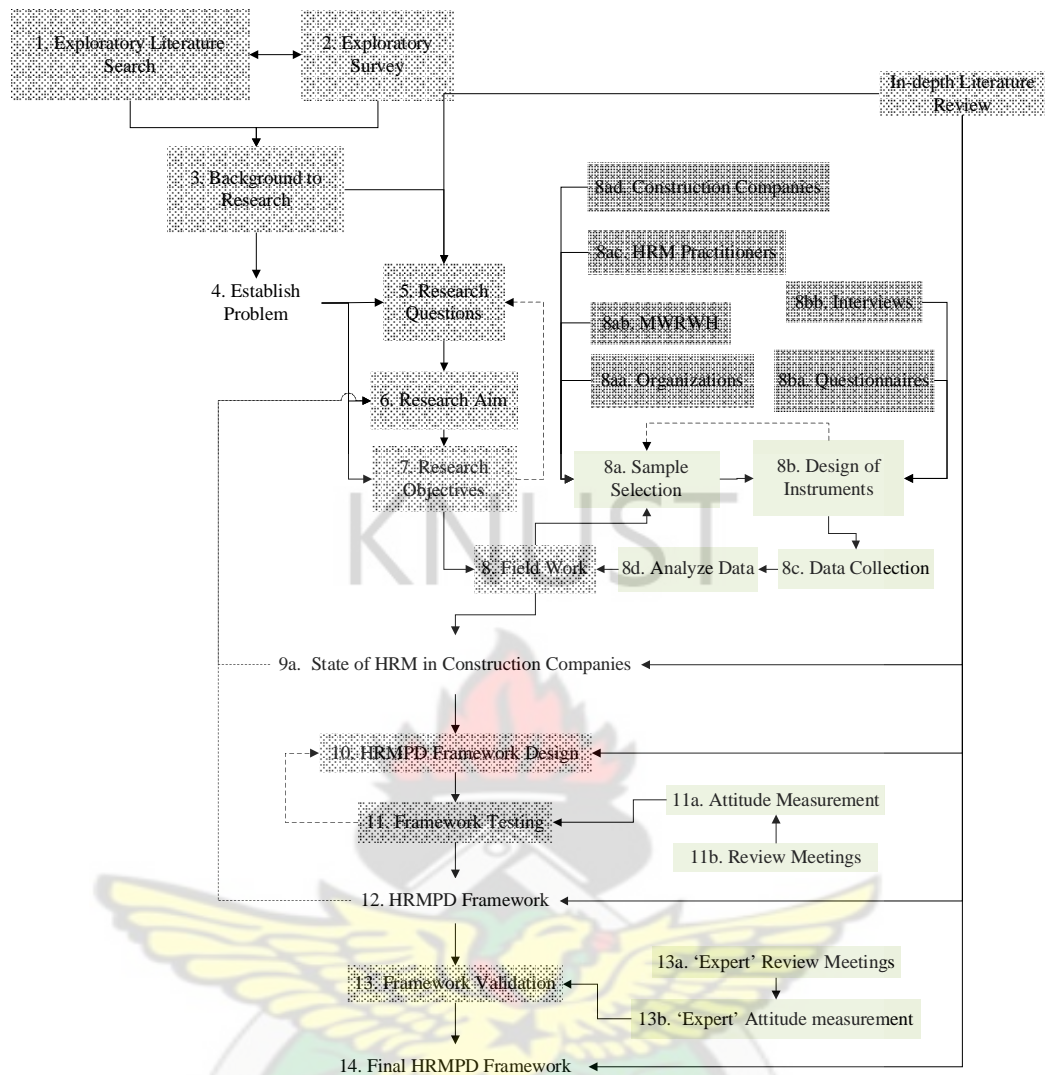 1. Exploratory Literature
Search
2. Exploratory
Survey
In-depth Literature
Review
3. Background to
Research
8ad. Construction Companies
8ac. HRM Practitioners
4. Establish
Problem
5. Research
Questions
8bb. Interviews
8ab. MWRWH
8aa. Organizations
8ba. Questionnaires
6. Research Aim
7. Research
Objectives
8a. Sample
Selection
8b. Design of
Instruments
KNUST
8. Field Work
8d. Analyze Data
8c. Data Collection
9a. State of HRM in Construction Companies
10. HRMPD Framework Design
11a. Attitude Measurement
11. Framework Testing
11b. Review Meetings
12. HRMPD Framework
13a. ‘Expert’ Review Meetings
13. Framework Validation
13b. ‘Expert’ Attitude measurement
14. Final HRMPD Framework